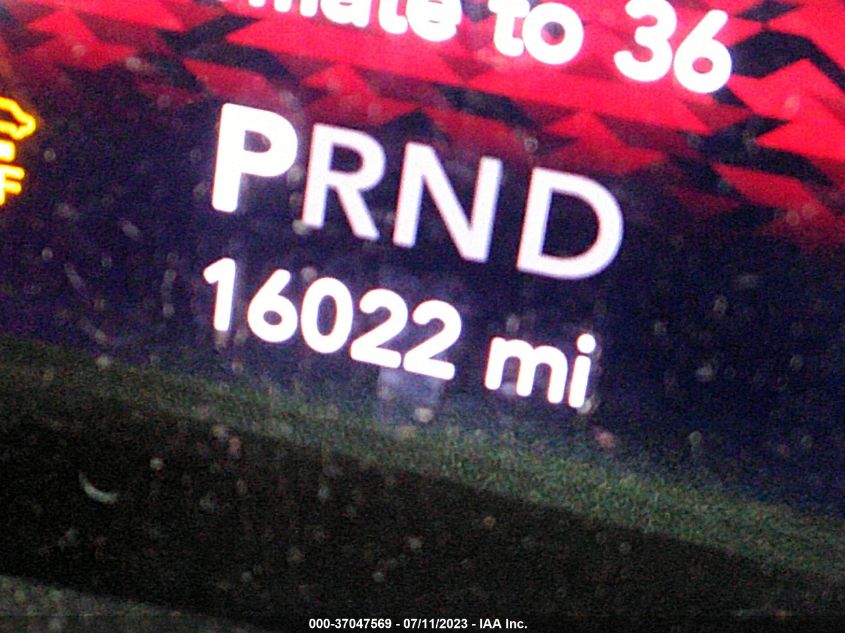 to 36
PRND
16022 mi
000-37047569 - 07/11/2023 - IAA Inc.